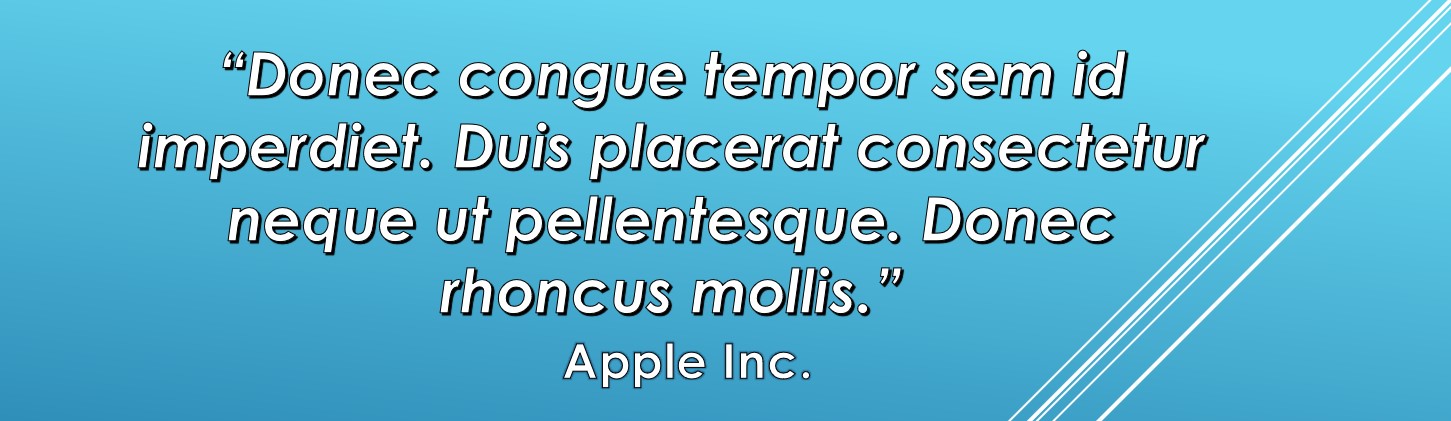 “Donec congue tempor sem id
imperdiet. Duis placerat consectetur
neque ut pellentesque. Donec
rhoncus mollis.”
Apple Inc.